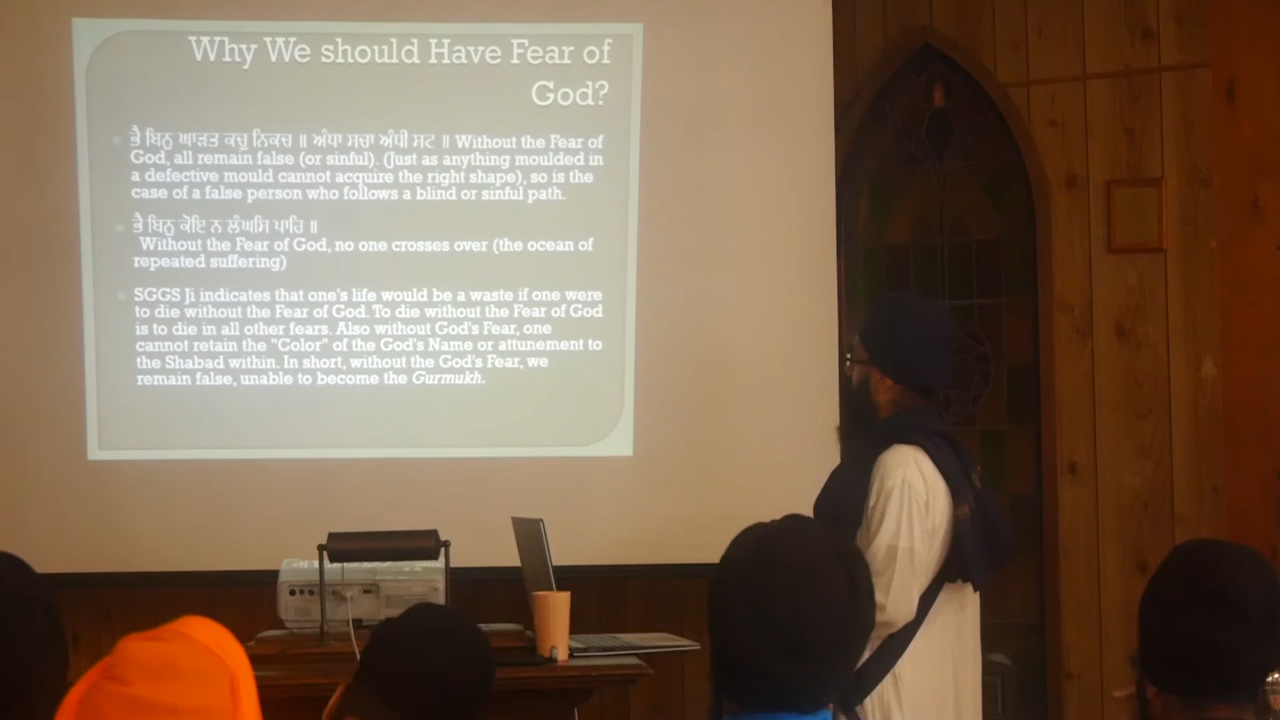 Why We should Have Fear of
God?
ਭੈ ਬਿਨੁ ਘਾੜਤ ਕਚੁ ਨਿਕਚ ॥ ਅੰਧਾ ਸਚਾ ਅੰਧੀ ਸਟ ॥ Without the Fear of
God, all remain false (or sinful). (Just as anything moulded in
a defective mould cannot acquire the right shape), so is the
case of a false person who follows a blind or sinful path.
ਭੈ ਬਿਨੁ ਕੋਇ ਨ ਲੰਘਸਿ ਪਾਰਿ ॥
Without the Fear of God, no one crosses over (the ocean of
repeated suffering)
SGGS Ji indicates that one's life would be a waste if one were
to die without the Fear of God. To die without the Fear of God
is to die in all other fears. Also without God's Fear, one
cannot retain the "Color" of the God's Name or attunement to
the Shabad within. In short, without the God's Fear, we
remain false, unable to become the Gurmukh.